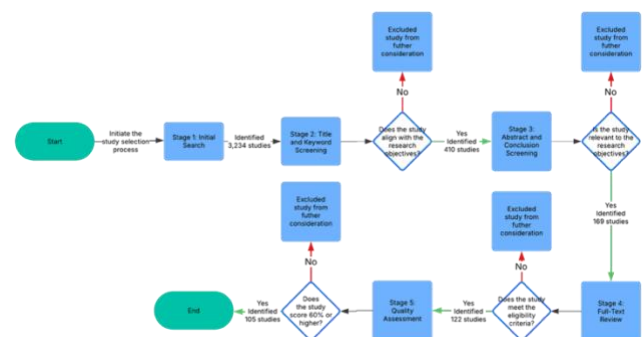 Excluded
study from
futher
consideration
Excluded
study from
futher
consideration
No
No
Start
Initiate the
study selection
process
Stage 1: Initial
Search
Identified
3,234 studies
Stage 2: Title
and Keyword
Screening
Does the study
align with the
research
objectives?
Yes
Identified
410 studies
Stage 3:
Abstract and
Conclusion
Screening
Is the study
relevant to the
research
objectives?
Yes
Identified
169 studies
Excluded
study from
futher
consideration
Excluded
study from
futher
consideration
No
No
Stage 4:
Full-Text
Review
Does the study
meet the
eligibility
criteria?
Yes
Identified
122 studies
Stage 5:
Quality
Assessment
Does
the study
score 60% or
higher?
Yes
Identified
105 studies
End